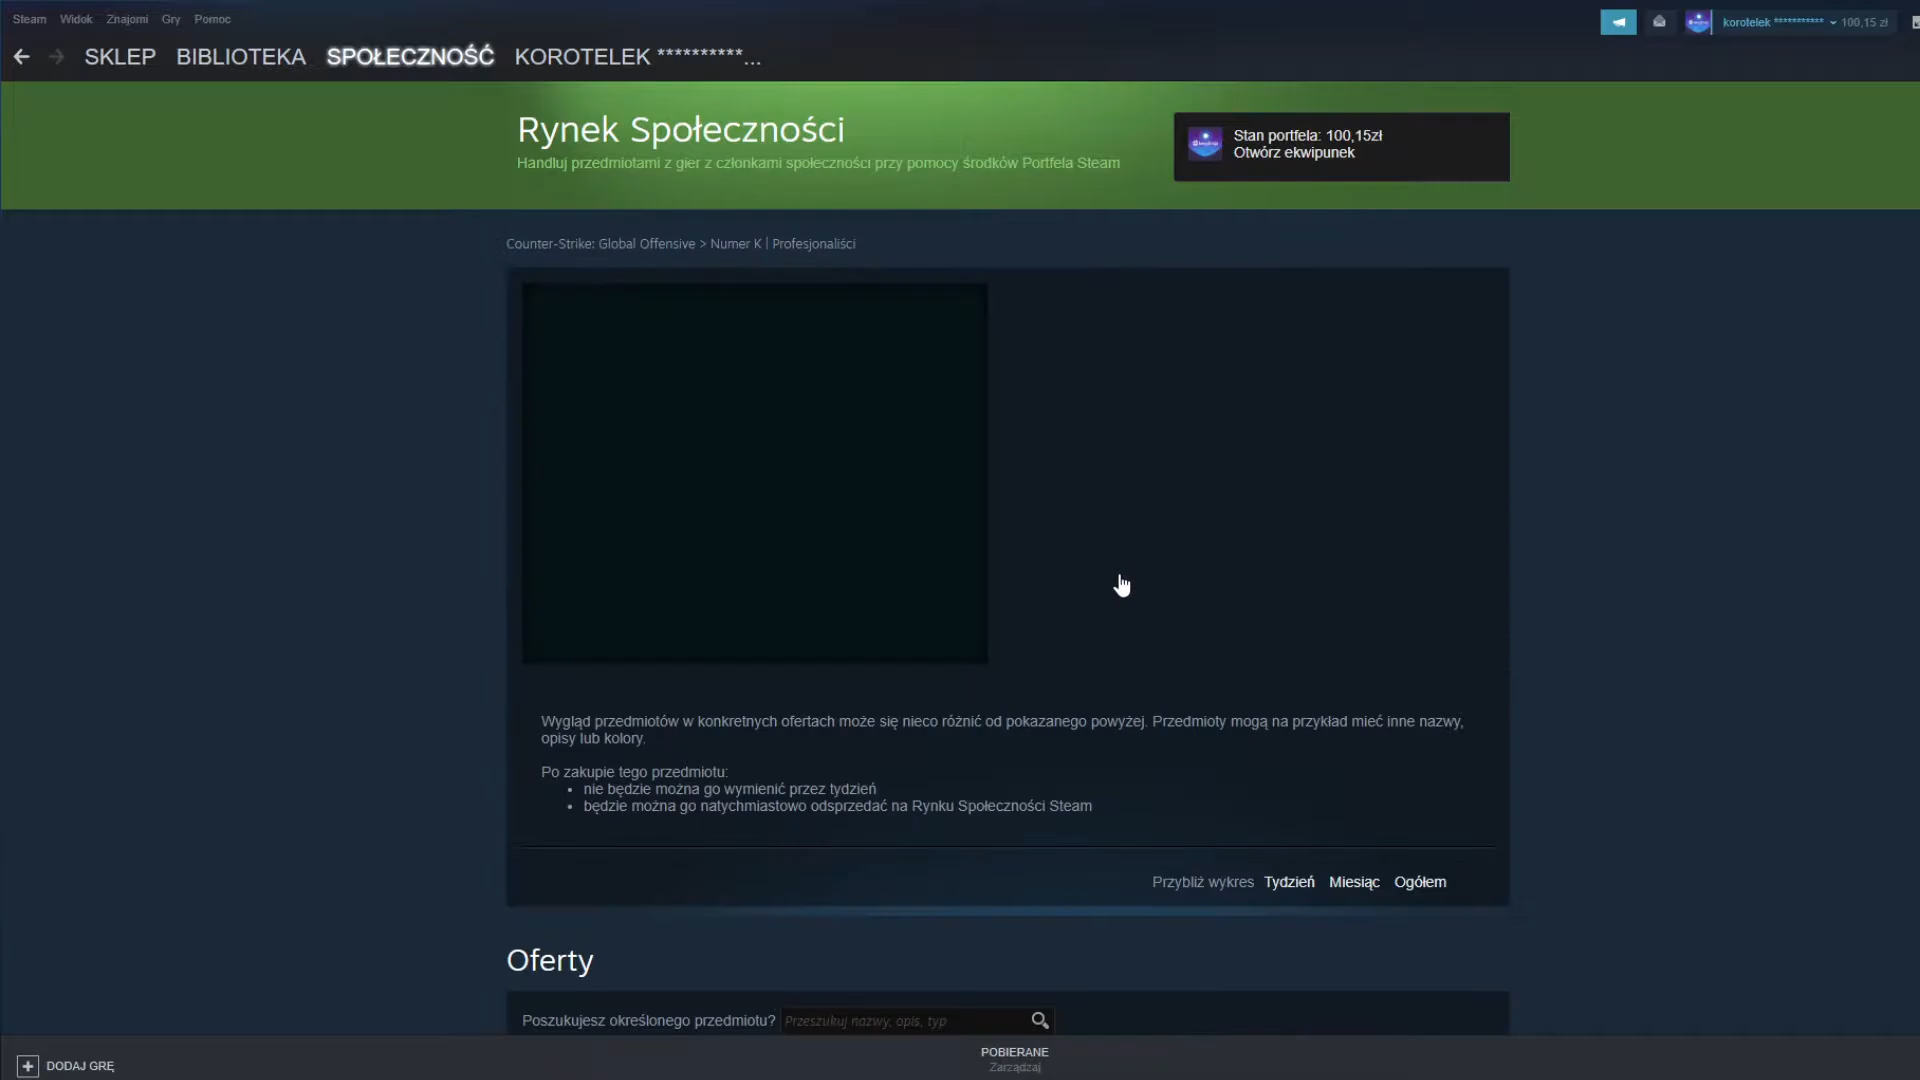 Steam Widok Znajomi Gry Pomoc
korotelek *********** 100,15 zł
SKLEP BIBLIOTEKA SPOŁECZNOŚĆ KOROTELEK **********...
Rynek Społeczności
Handluj przedmiotami z gier z członkami społeczności przy pomocy środków Portfela Steam
Stan portfela: 100,15zł
Otwórz ekwipunek
Counter-Strike: Global Offensive > Numer K | Profesjonaliści
Wygląd przedmiotów w konkretnych ofertach może się nieco różnić od pokazanego powyżej. Przedmioty mogą na przykład mieć inne nazwy,
opisy lub kolory.
Po zakupie tego przedmiotu:
• nie będzie można go wymienić przez tydzień
• będzie można go natychmiastowo odsprzedać na Rynku Społeczności Steam
Przybliż wykres Tydzień Miesiąc Ogółem
Oferty
Poszukujesz określonego przedmiotu? Przeszukuj nazwy, opis, typ
DODAJ GRĘ
POBIERANE
Zarządzaj